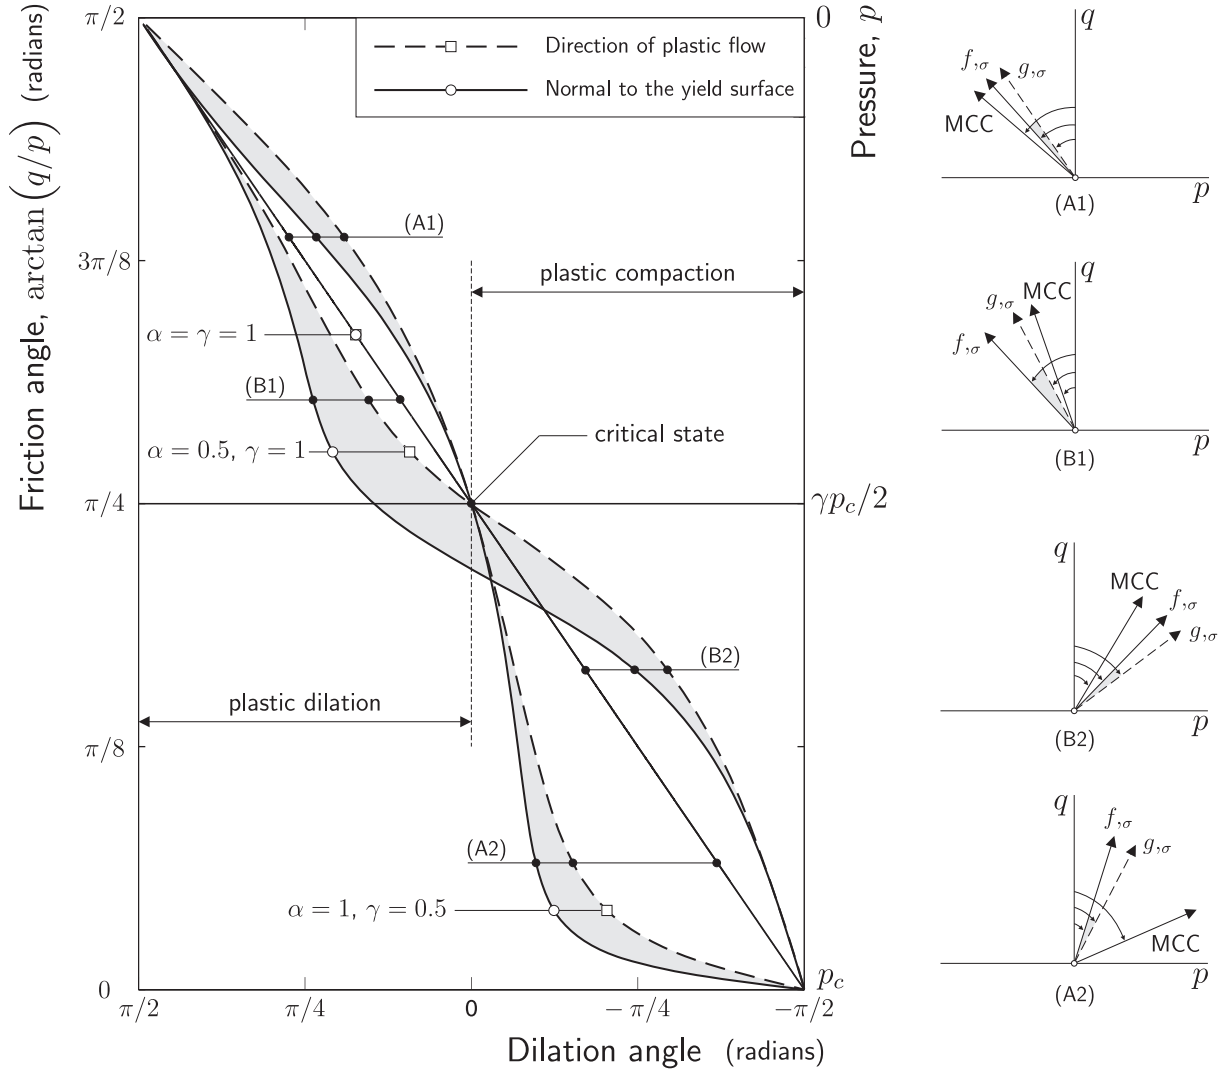 Friction angle, arctan(q/p) (radians)
π/2
3π/8
π/4
π/8
0
Direction of plastic flow
Normal to the yield surface
(A1)
plastic compaction
α = γ = 1
(B1)
α = 0.5, γ = 1
critical state
(B2)
plastic dilation
(A2)
α = 1, γ = 0.5
0
Pressure, p
γp_c/2
p_c
π/2
π/4
0
−π/4
−π/2
Dilation angle (radians)
q
f,σ
g,σ
MCC
p
(A1)
q
MCC
g,σ
f,σ
p
(B1)
q
MCC
f,σ
g,σ
p
(B2)
q
f,σ
g,σ
MCC
p
(A2)